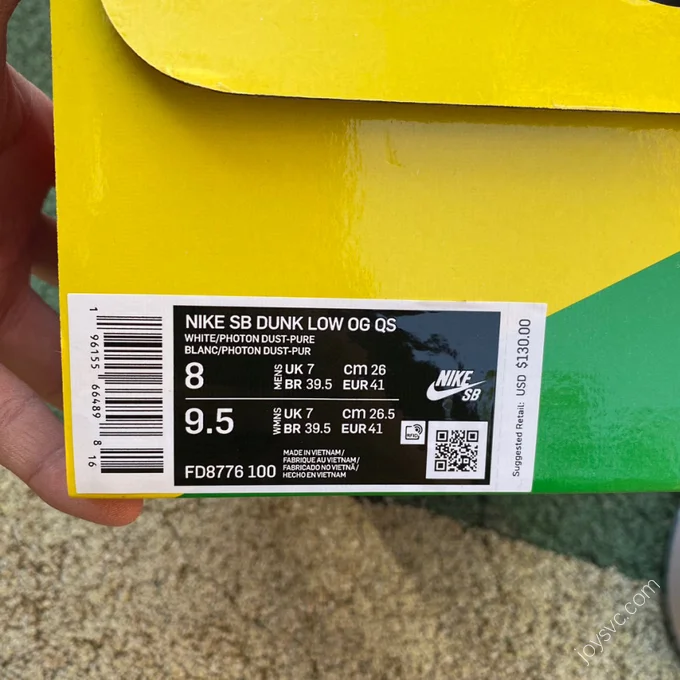 NIKE SB DUNK LOW OG QS
WHITE/PHOTON DUST-PURE
BLANC/PHOTON DUST-PUR
8 MENS UK 7 cm 26
BR 39.5 EUR 41
9.5 WMNS UK 7 cm 26.5
BR 39.5 EUR 41
FD8776 100
MADE IN VIETNAM/
FABRIQUE AU VIETNAM/
FABRICADO NO VIETNÃ/
HECHO EN VIETNAM
NIKE
SB
RFID
1 96155 66489 8 16
Suggested Retail: USD $130.00
joysvc.com